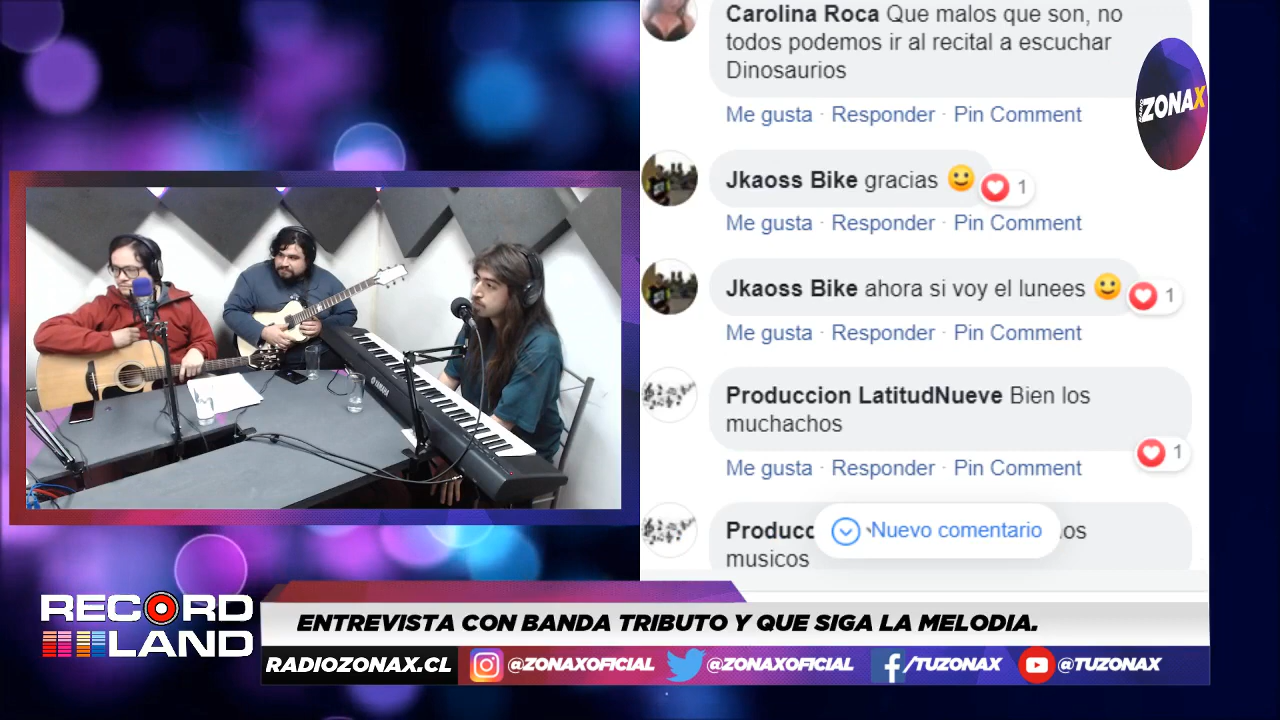 Carolina Roca Que malos que son, no
todos podemos ir al recital a escuchar
Dinosaurios
Me gusta · Responder · Pin Comment
ZONAX
Jkaoss Bike gracias
1
Me gusta · Responder · Pin Comment
Jkaoss Bike ahora si voy el lunees
1
Me gusta · Responder · Pin Comment
Produccion LatitudNueve Bien los
muchachos
1
Me gusta · Responder · Pin Comment
Nuevo comentario
musicos
YAMAHA
RECORD
LAND
ENTREVISTA CON BANDA TRIBUTO Y QUE SIGA LA MELODIA.
RADIOZONAX.CL @ZONAXOFICIAL @ZONAXOFICIAL /TUZONAX @TUZONAX